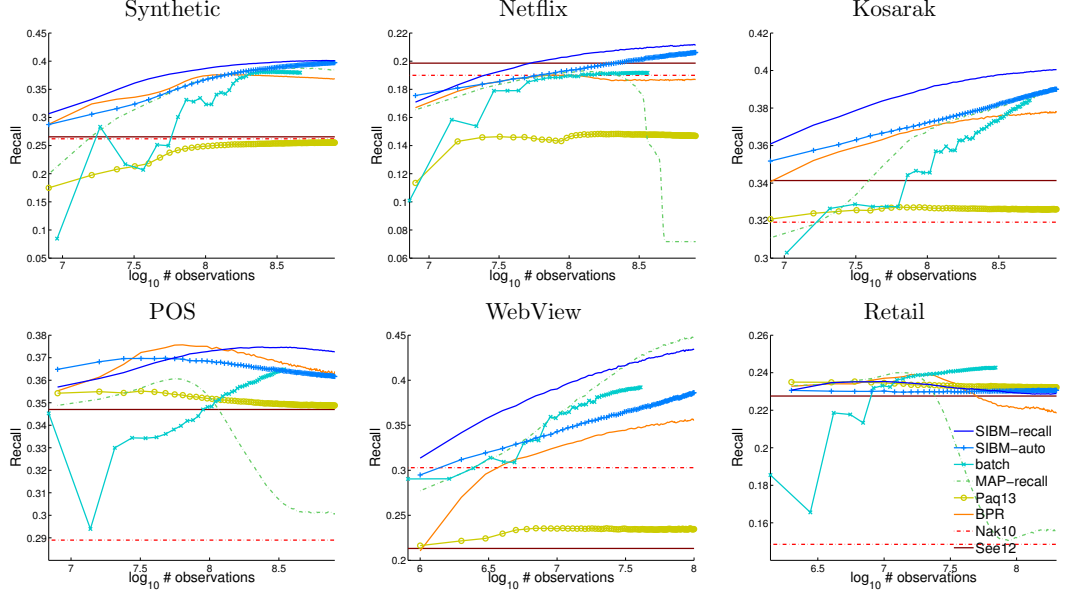 Synthetic Netflix Kosarak
0.45 0.22 0.42
0.4 0.2 0.4
0.35 0.18 0.38
0.3 0.16 0.36
0.25 0.14 0.34
0.2 0.12 0.32
0.15 0.1 0.3
0.1 0.08
0.05 0.06
Recall Recall Recall
7 7.5 8 8.5 7 7.5 8 8.5 7 7.5 8 8.5
log10 # observations log10 # observations log10 # observations
POS WebView Retail
0.38 0.45 0.26
0.37 0.4 0.24
0.36 0.35 0.22
0.35 0.3 0.2
0.34 0.25 0.18
0.33 0.2 0.16
0.32 0.14
0.31
0.3
0.29
Recall Recall Recall
7 7.5 8 8.5 6 6.5 7 7.5 8 6.5 7 7.5 8
log10 # observations log10 # observations log10 # observations
SIBM-recall
SIBM-auto
batch
MAP-recall
Paq13
BPR
Nak10
See12